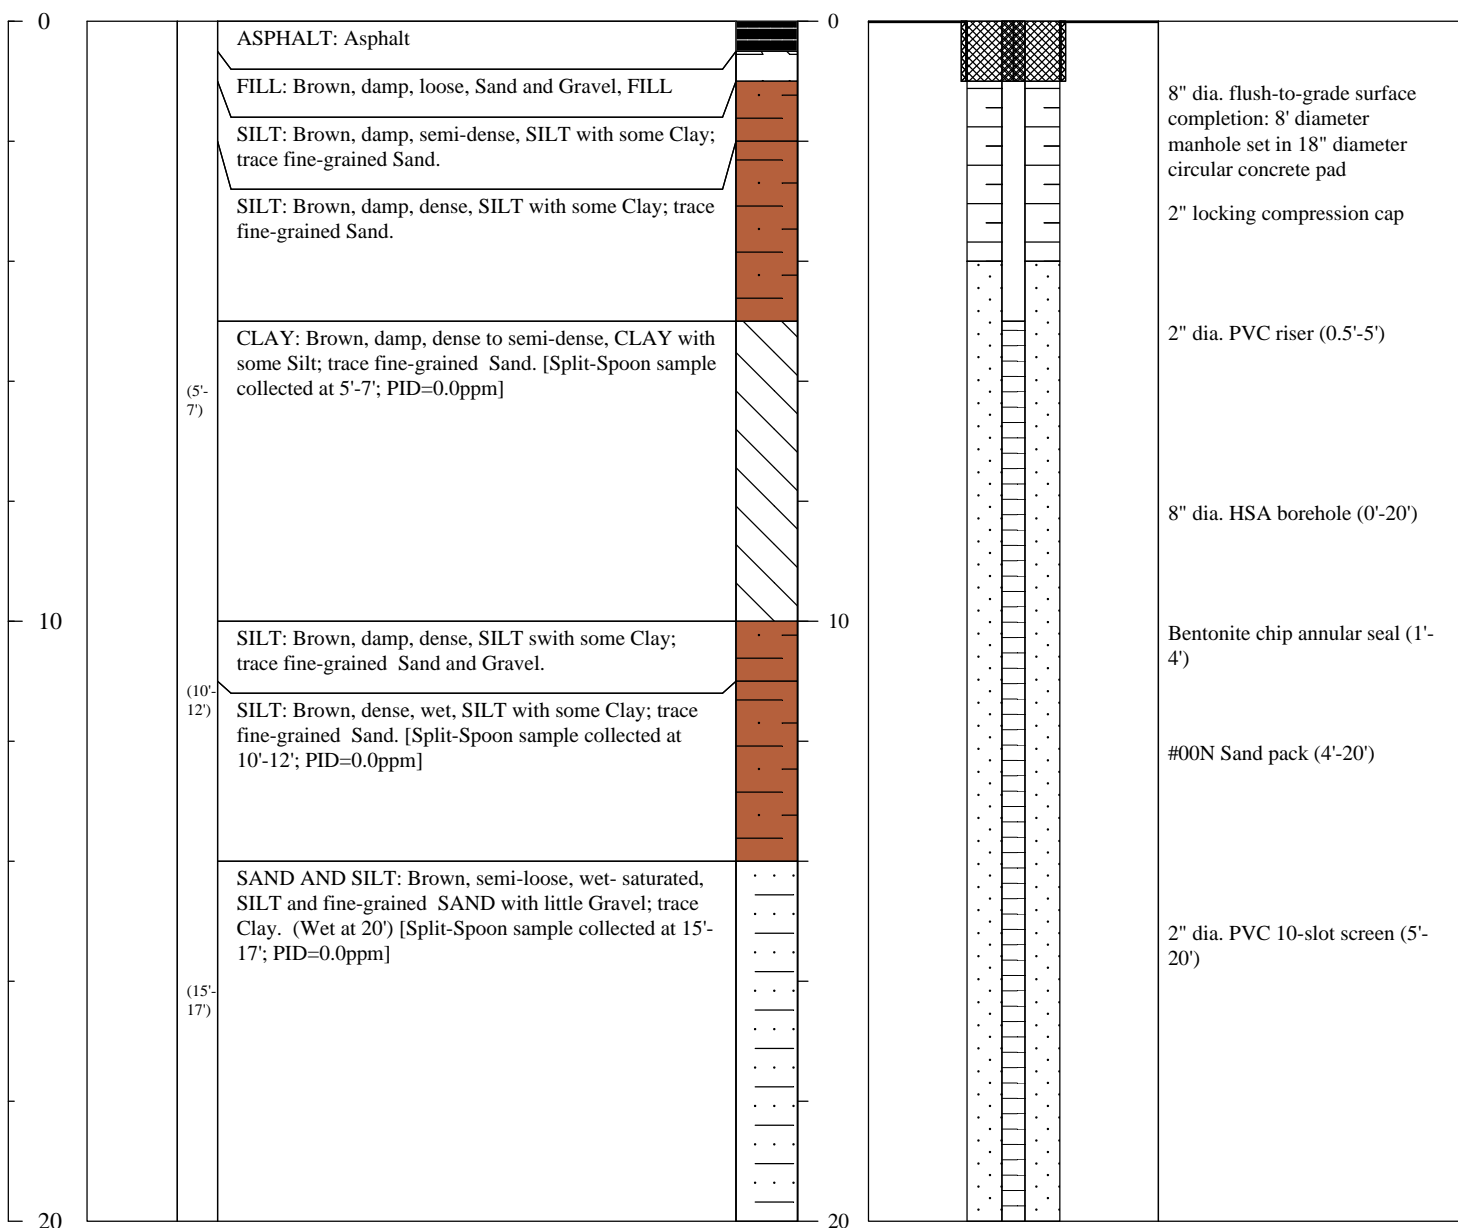 0
ASPHALT: Asphalt
FILL: Brown, damp, loose, Sand and Gravel, FILL
SILT: Brown, damp, semi-dense, SILT with some Clay;
trace fine-grained Sand.
SILT: Brown, damp, dense, SILT with some Clay; trace
fine-grained Sand.
CLAY: Brown, damp, dense to semi-dense, CLAY with
some Silt; trace fine-grained Sand. [Split-Spoon sample
collected at 5'-7'; PID=0.0ppm]
(5'-
7')
10
SILT: Brown, damp, dense, SILT swith some Clay;
trace fine-grained Sand and Gravel.
(10'-
12')
SILT: Brown, dense, wet, SILT with some Clay; trace
fine-grained Sand. [Split-Spoon sample collected at
10'-12'; PID=0.0ppm]
SAND AND SILT: Brown, semi-loose, wet- saturated,
SILT and fine-grained SAND with little Gravel; trace
Clay. (Wet at 20') [Split-Spoon sample collected at 15'-
17'; PID=0.0ppm]
(15'-
17')
20
0
10
20
8" dia. flush-to-grade surface
completion: 8' diameter
manhole set in 18" diameter
circular concrete pad
2" locking compression cap
2" dia. PVC riser (0.5'-5')
8" dia. HSA borehole (0'-20')
Bentonite chip annular seal (1'-
4')
#00N Sand pack (4'-20')
2" dia. PVC 10-slot screen (5'-
20')